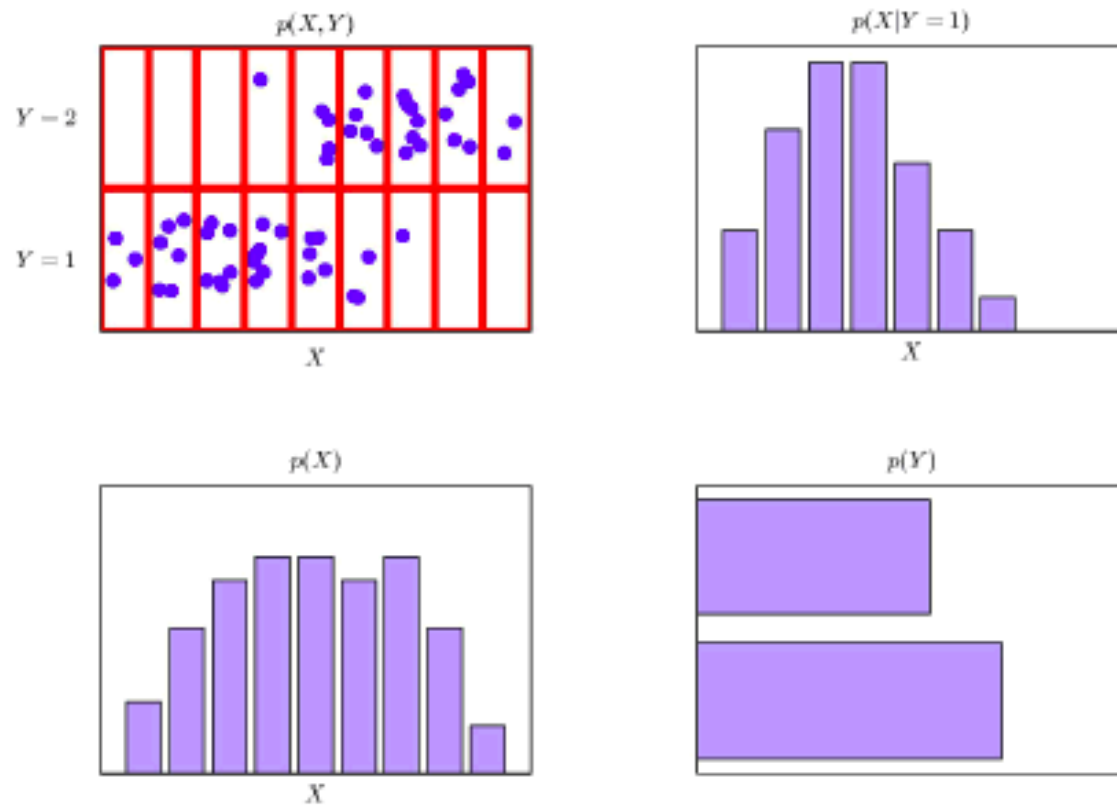 p(X, Y)
Y = 2
Y = 1
X
p(X|Y = 1)
X
p(X)
X
p(Y)